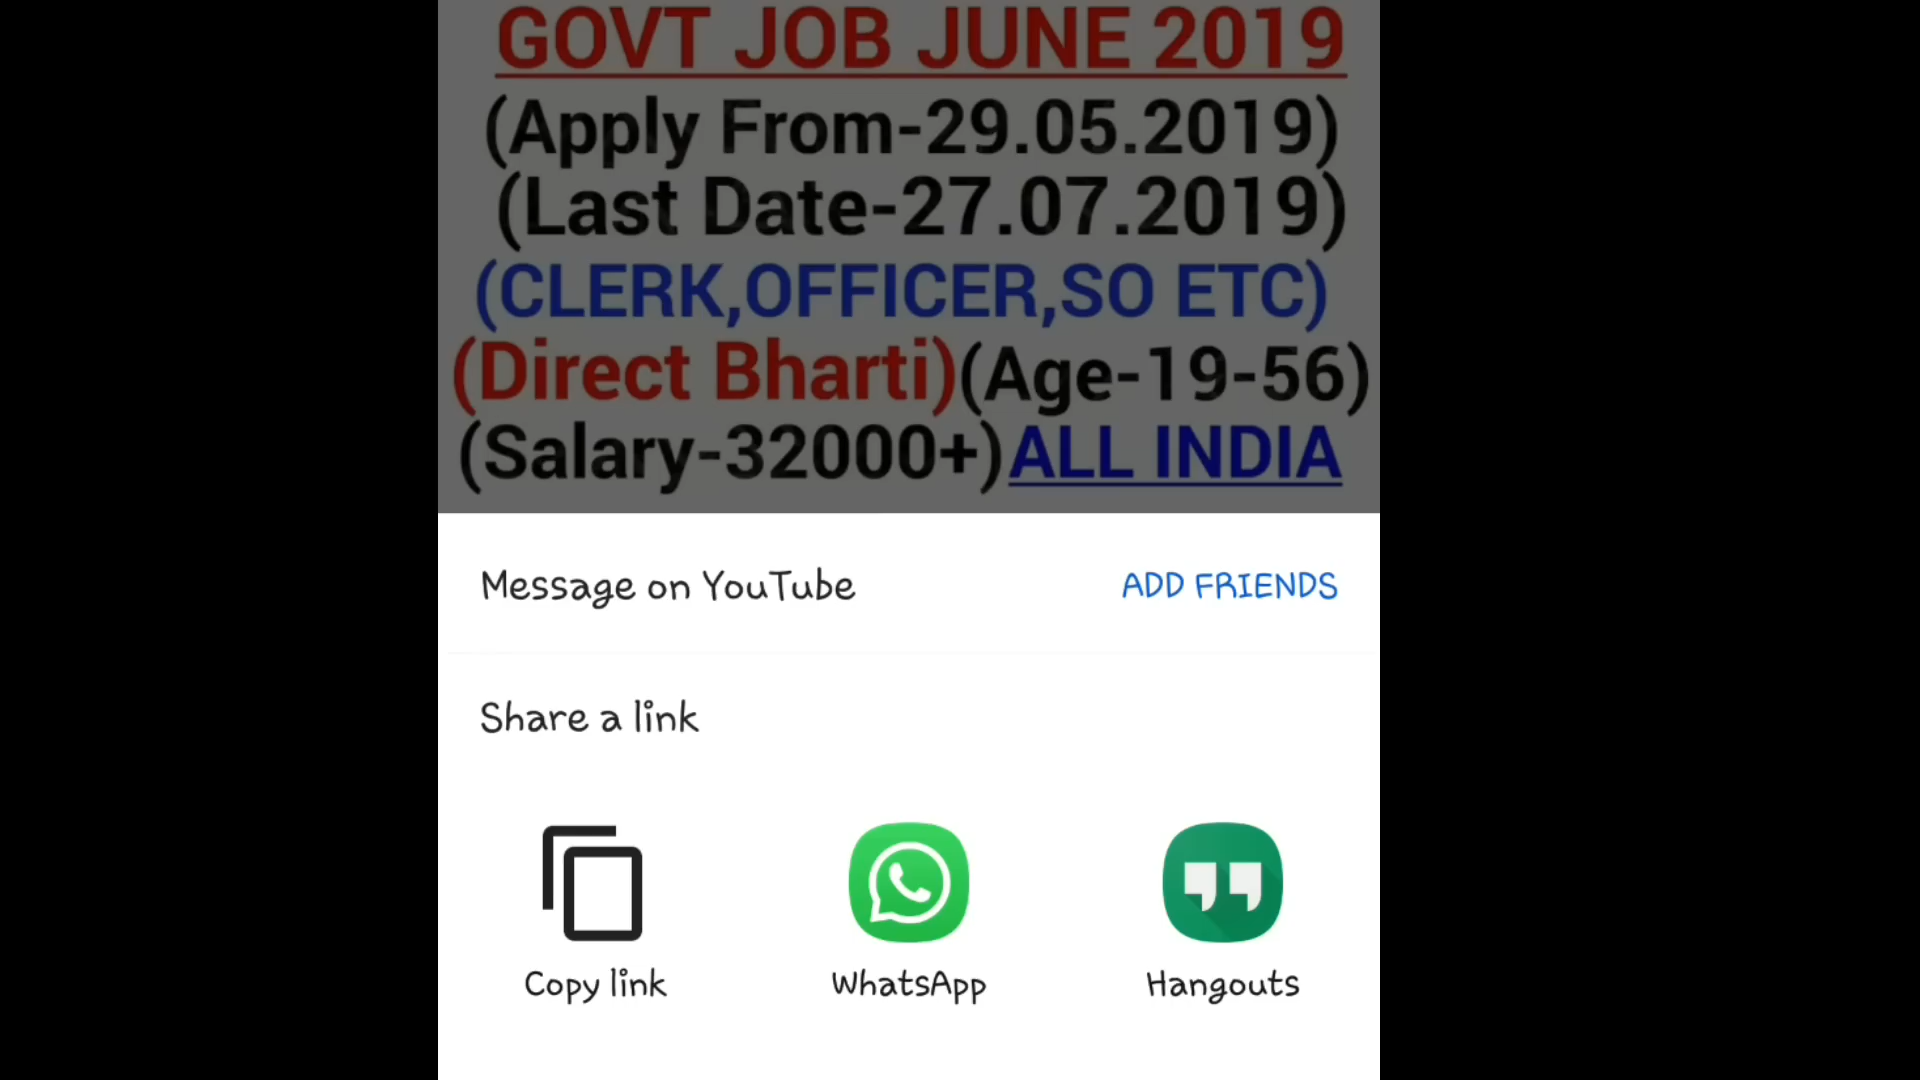 GOVT JOB JUNE 2019
(Apply From-29.05.2019)
(Last Date-27.07.2019)
(CLERK,OFFICER,SO ETC)
(Direct Bharti)(Age-19-56)
(Salary-32000+)ALL INDIA
Message on YouTube ADD FRIENDS
Share a link
Copy link WhatsApp Hangouts